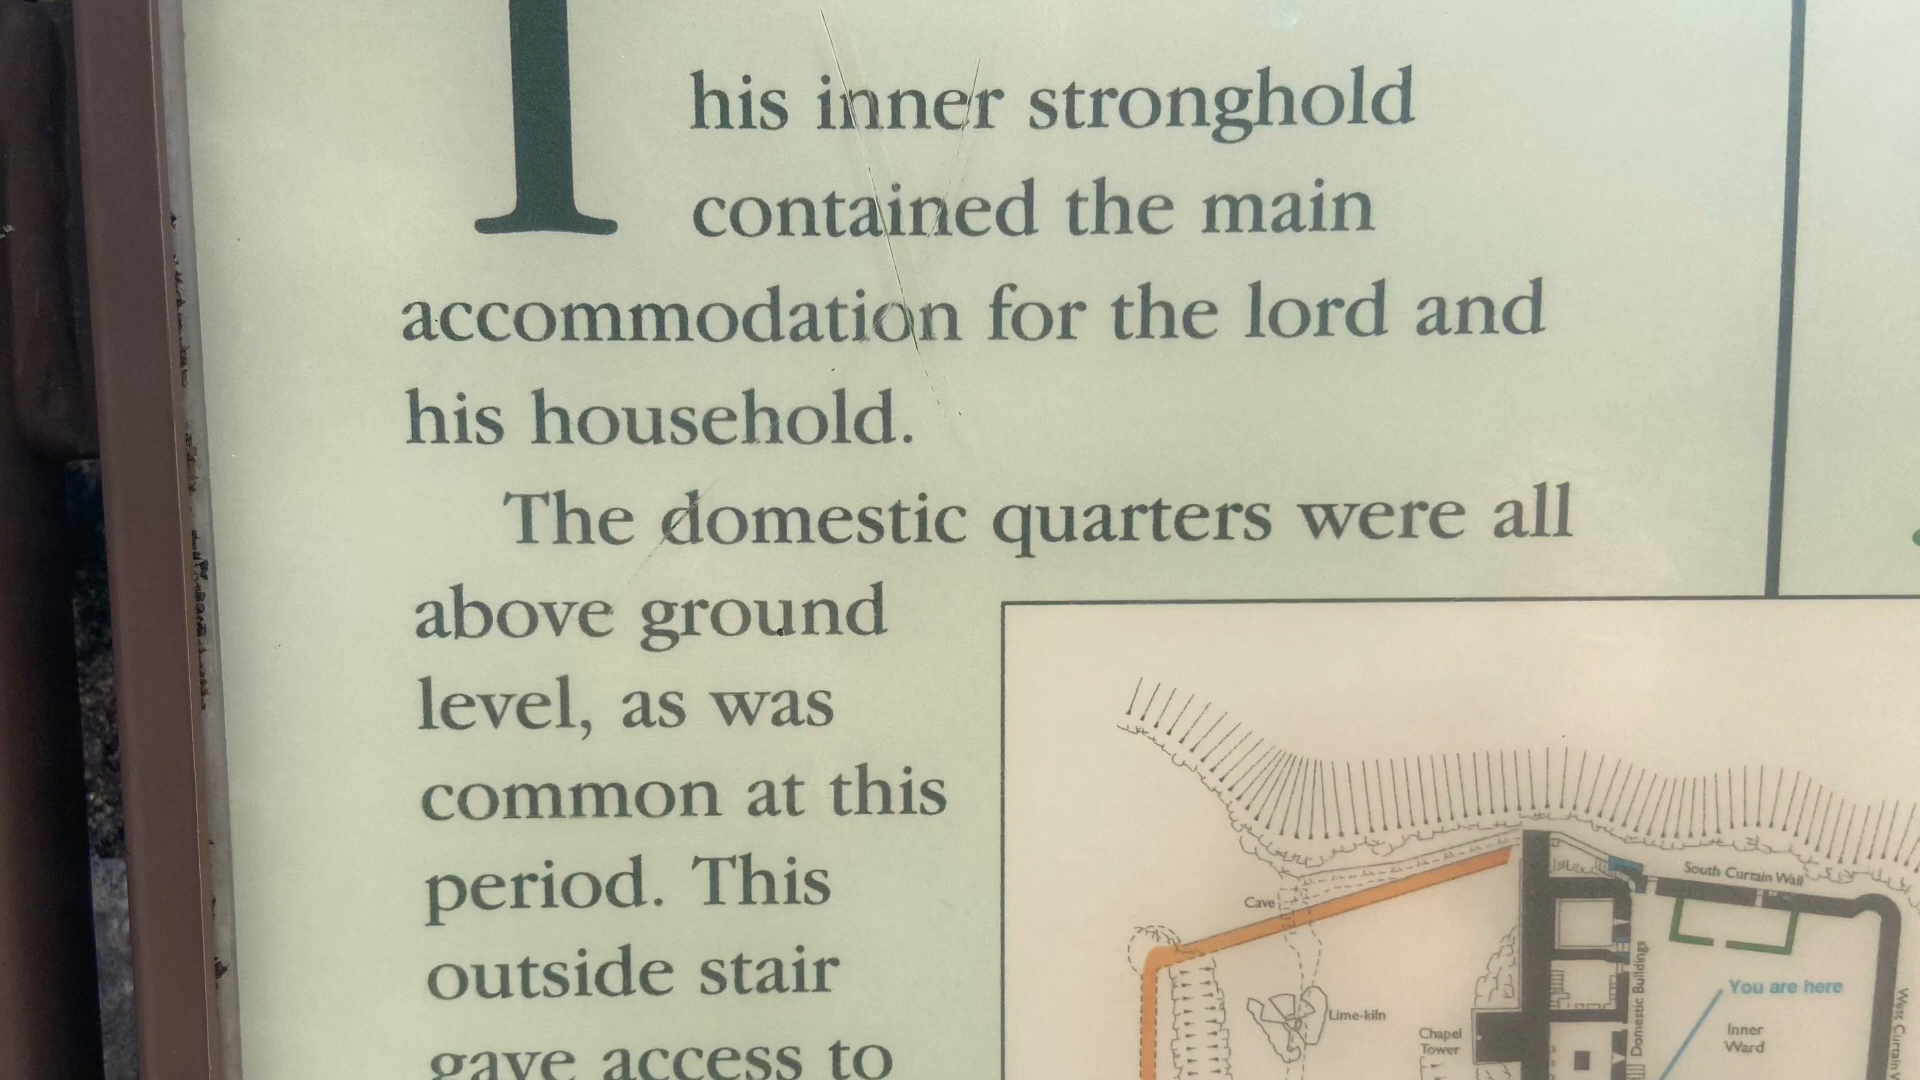 This inner stronghold
contained the main
accommodation for the lord and
his household.
The domestic quarters were all
above ground
level, as was
common at this
period. This
outside stair
gave access to
South Curtain Wall
Cave
Domestic Buildings
You are here
Lime-kiln
Chapel
Tower
Inner
Ward
West Curtain